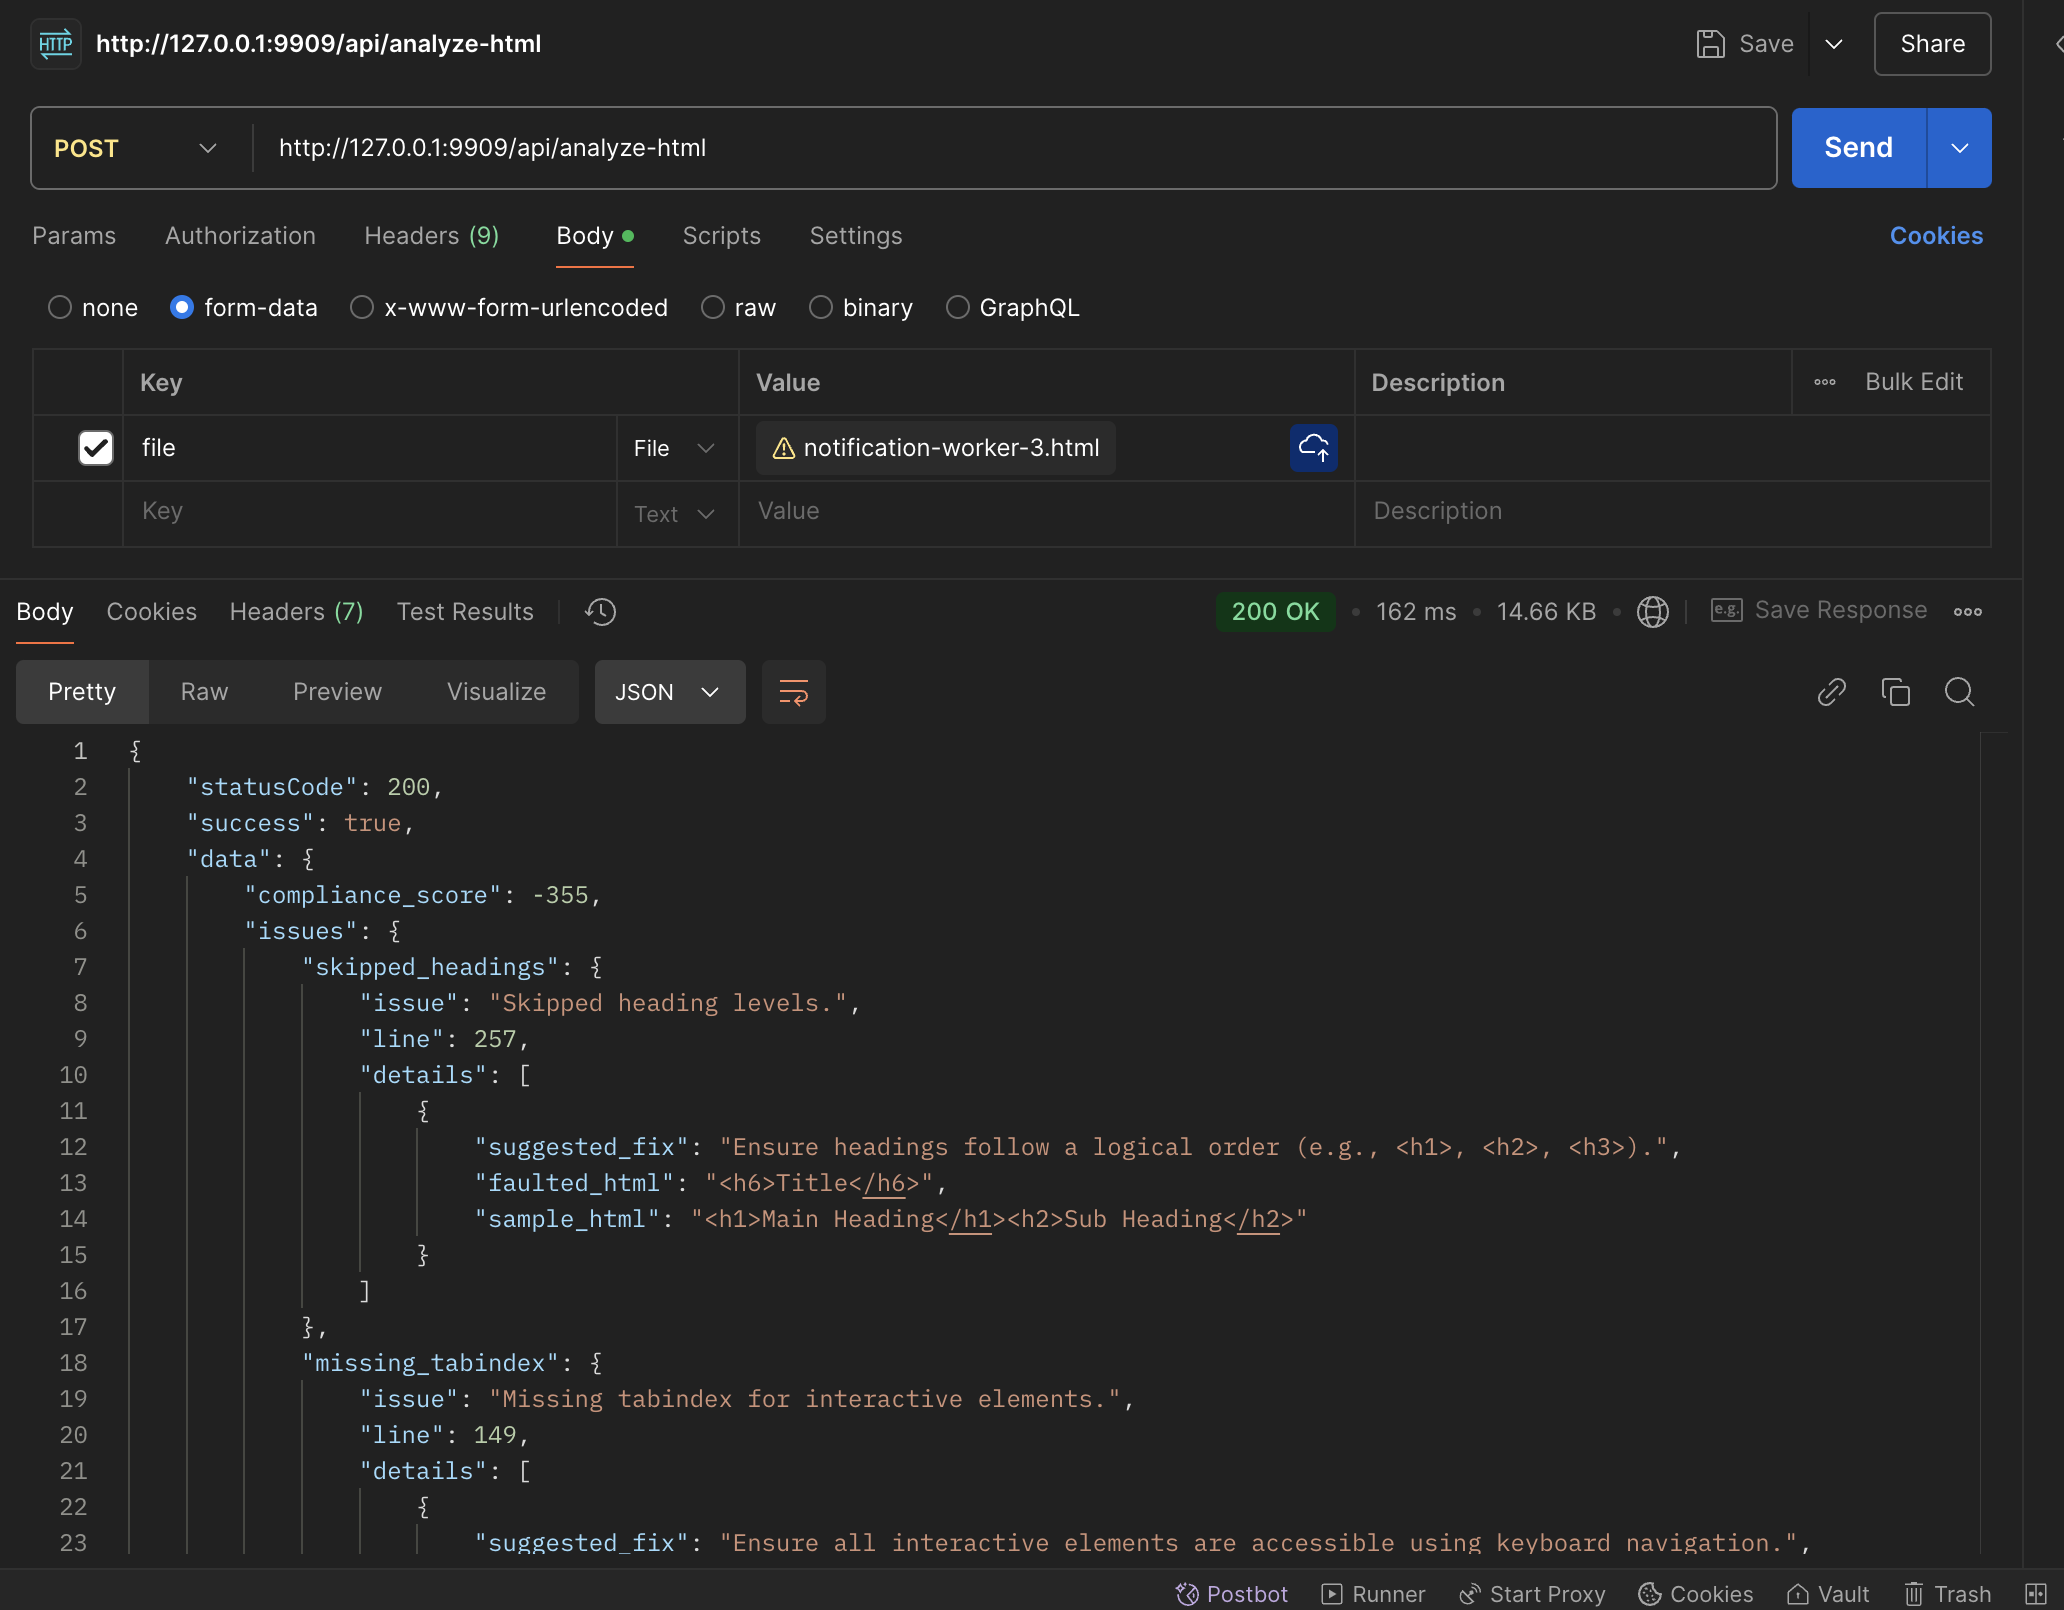 HTTP http://127.0.0.1:9909/api/analyze-html Save Share
POST http://127.0.0.1:9909/api/analyze-html Send
Params Authorization Headers (9) Body Scripts Settings Cookies
none form-data x-www-form-urlencoded raw binary GraphQL
Key Value Description Bulk Edit
file File notification-worker-3.html
Key Text Value Description
Body Cookies Headers (7) Test Results 200 OK 162 ms 14.66 KB e.g. Save Response
Pretty Raw Preview Visualize JSON
1 {
2 "statusCode": 200,
3 "success": true,
4 "data": {
5 "compliance_score": -355,
6 "issues": {
7 "skipped_headings": {
8 "issue": "Skipped heading levels.",
9 "line": 257,
10 "details": [
11 {
12 "suggested_fix": "Ensure headings follow a logical order (e.g., <h1>, <h2>, <h3>).",
13 "faulted_html": "<h6>Title</h6>",
14 "sample_html": "<h1>Main Heading</h1><h2>Sub Heading</h2>"
15 }
16 ]
17 },
18 "missing_tabindex": {
19 "issue": "Missing tabindex for interactive elements.",
20 "line": 149,
21 "details": [
22 {
23 "suggested_fix": "Ensure all interactive elements are accessible using keyboard navigation.",
Postbot Runner Start Proxy Cookies Vault Trash